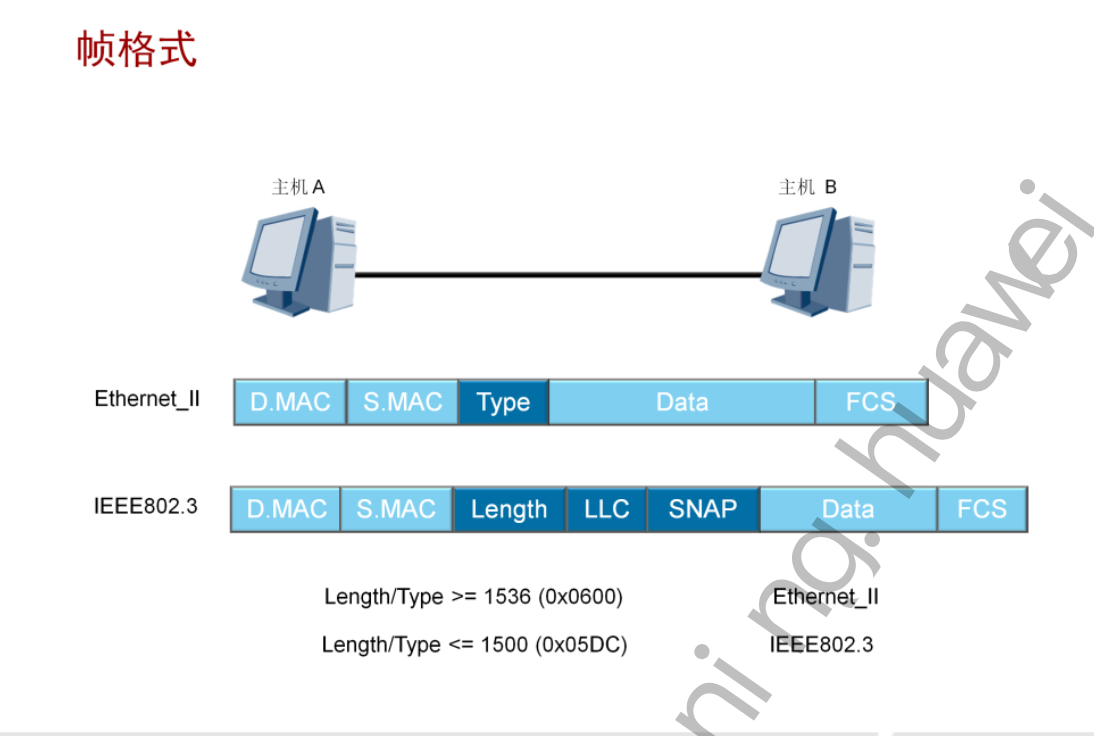 帧格式
主机 A
主机 B
Ethernet_II
D.MAC S.MAC Type Data FCS
IEEE802.3
D.MAC S.MAC Length LLC SNAP Data FCS
Length/Type >= 1536 (0x0600) Ethernet_II
Length/Type <= 1500 (0x05DC) IEEE802.3
ni ng. huawei